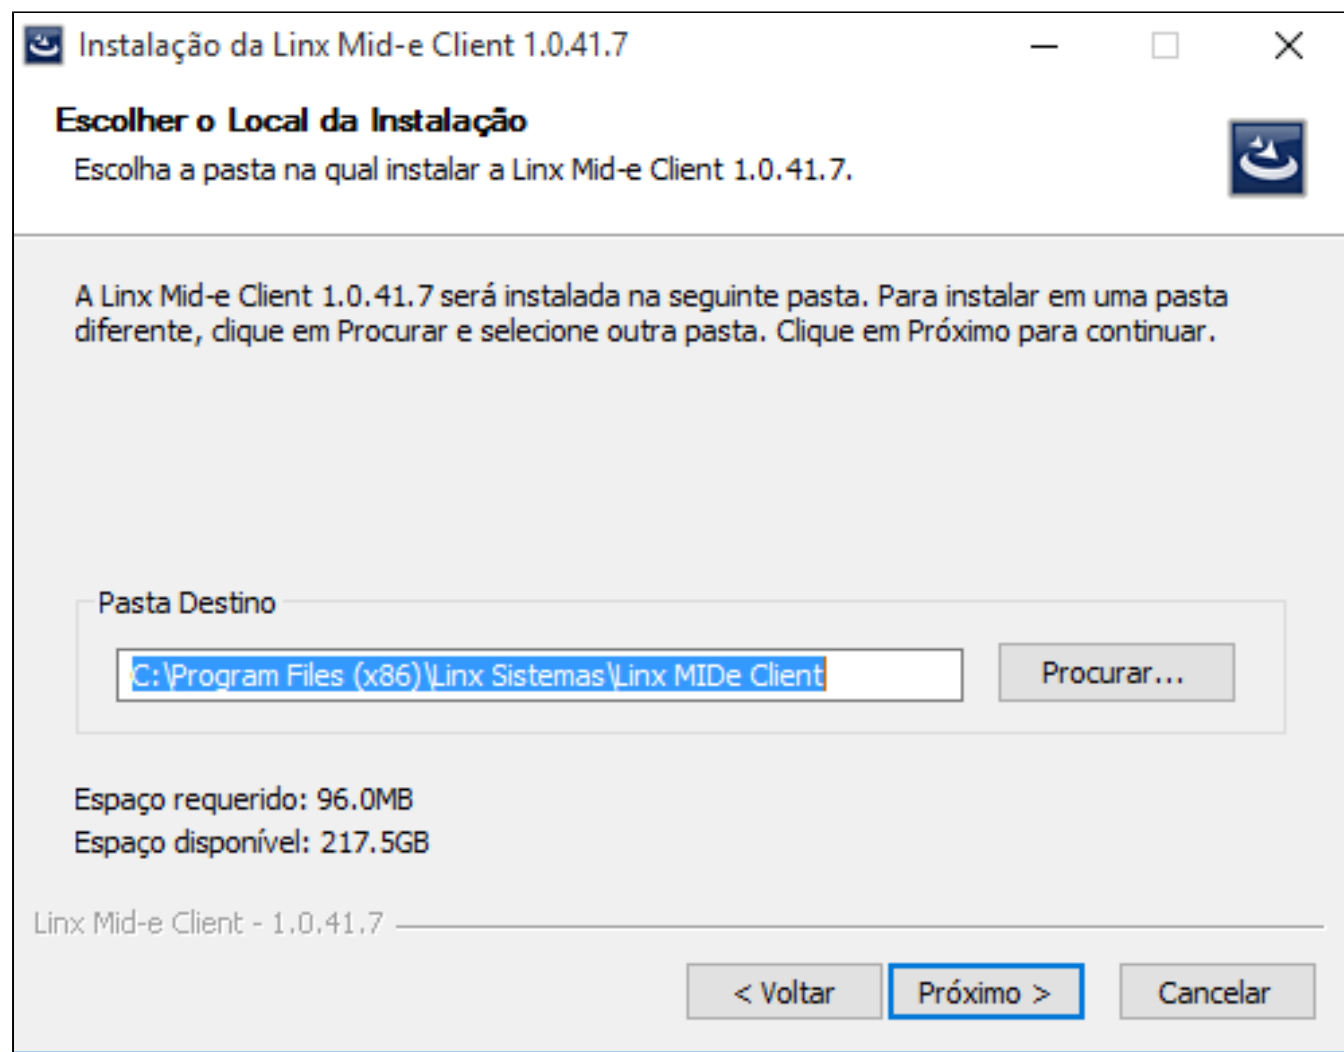 Instalação da Linx Mid-e Client 1.0.41.7
Escolher o Local da Instalação
Escolha a pasta na qual instalar a Linx Mid-e Client 1.0.41.7.
A Linx Mid-e Client 1.0.41.7 será instalada na seguinte pasta. Para instalar em uma pasta
diferente, clique em Procurar e selecione outra pasta. Clique em Próximo para continuar.
Pasta Destino
C:\Program Files (x86)\Linx Sistemas\Linx MIDe Client
Procurar...
Espaço requerido: 96.0MB
Espaço disponível: 217.5GB
Linx Mid-e Client - 1.0.41.7
< Voltar
Próximo >
Cancelar